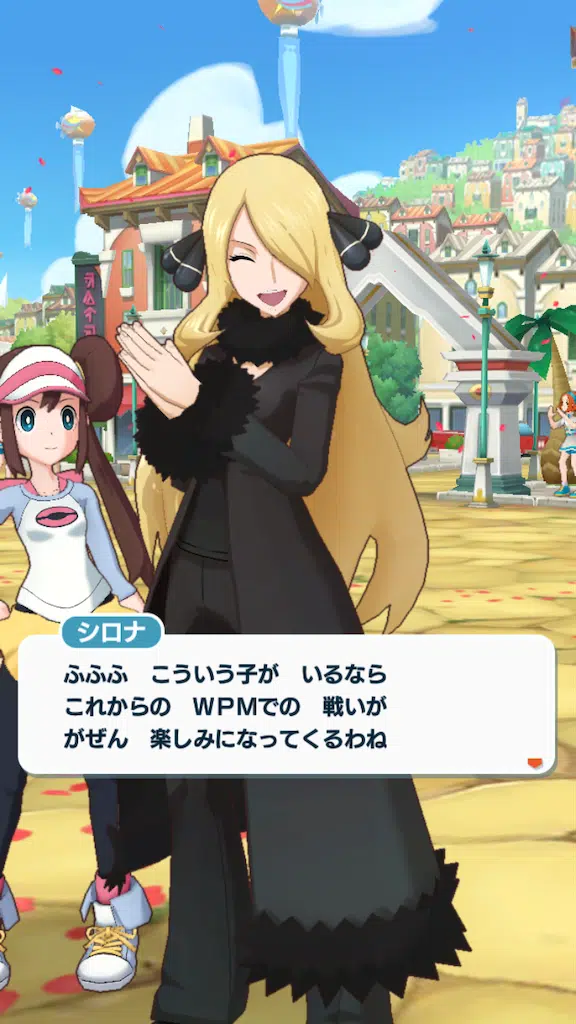 シロナ
ふふふ　こういう子が　いるなら
これからの　WPMでの　戦いが
がぜん　楽しみになってくるわね